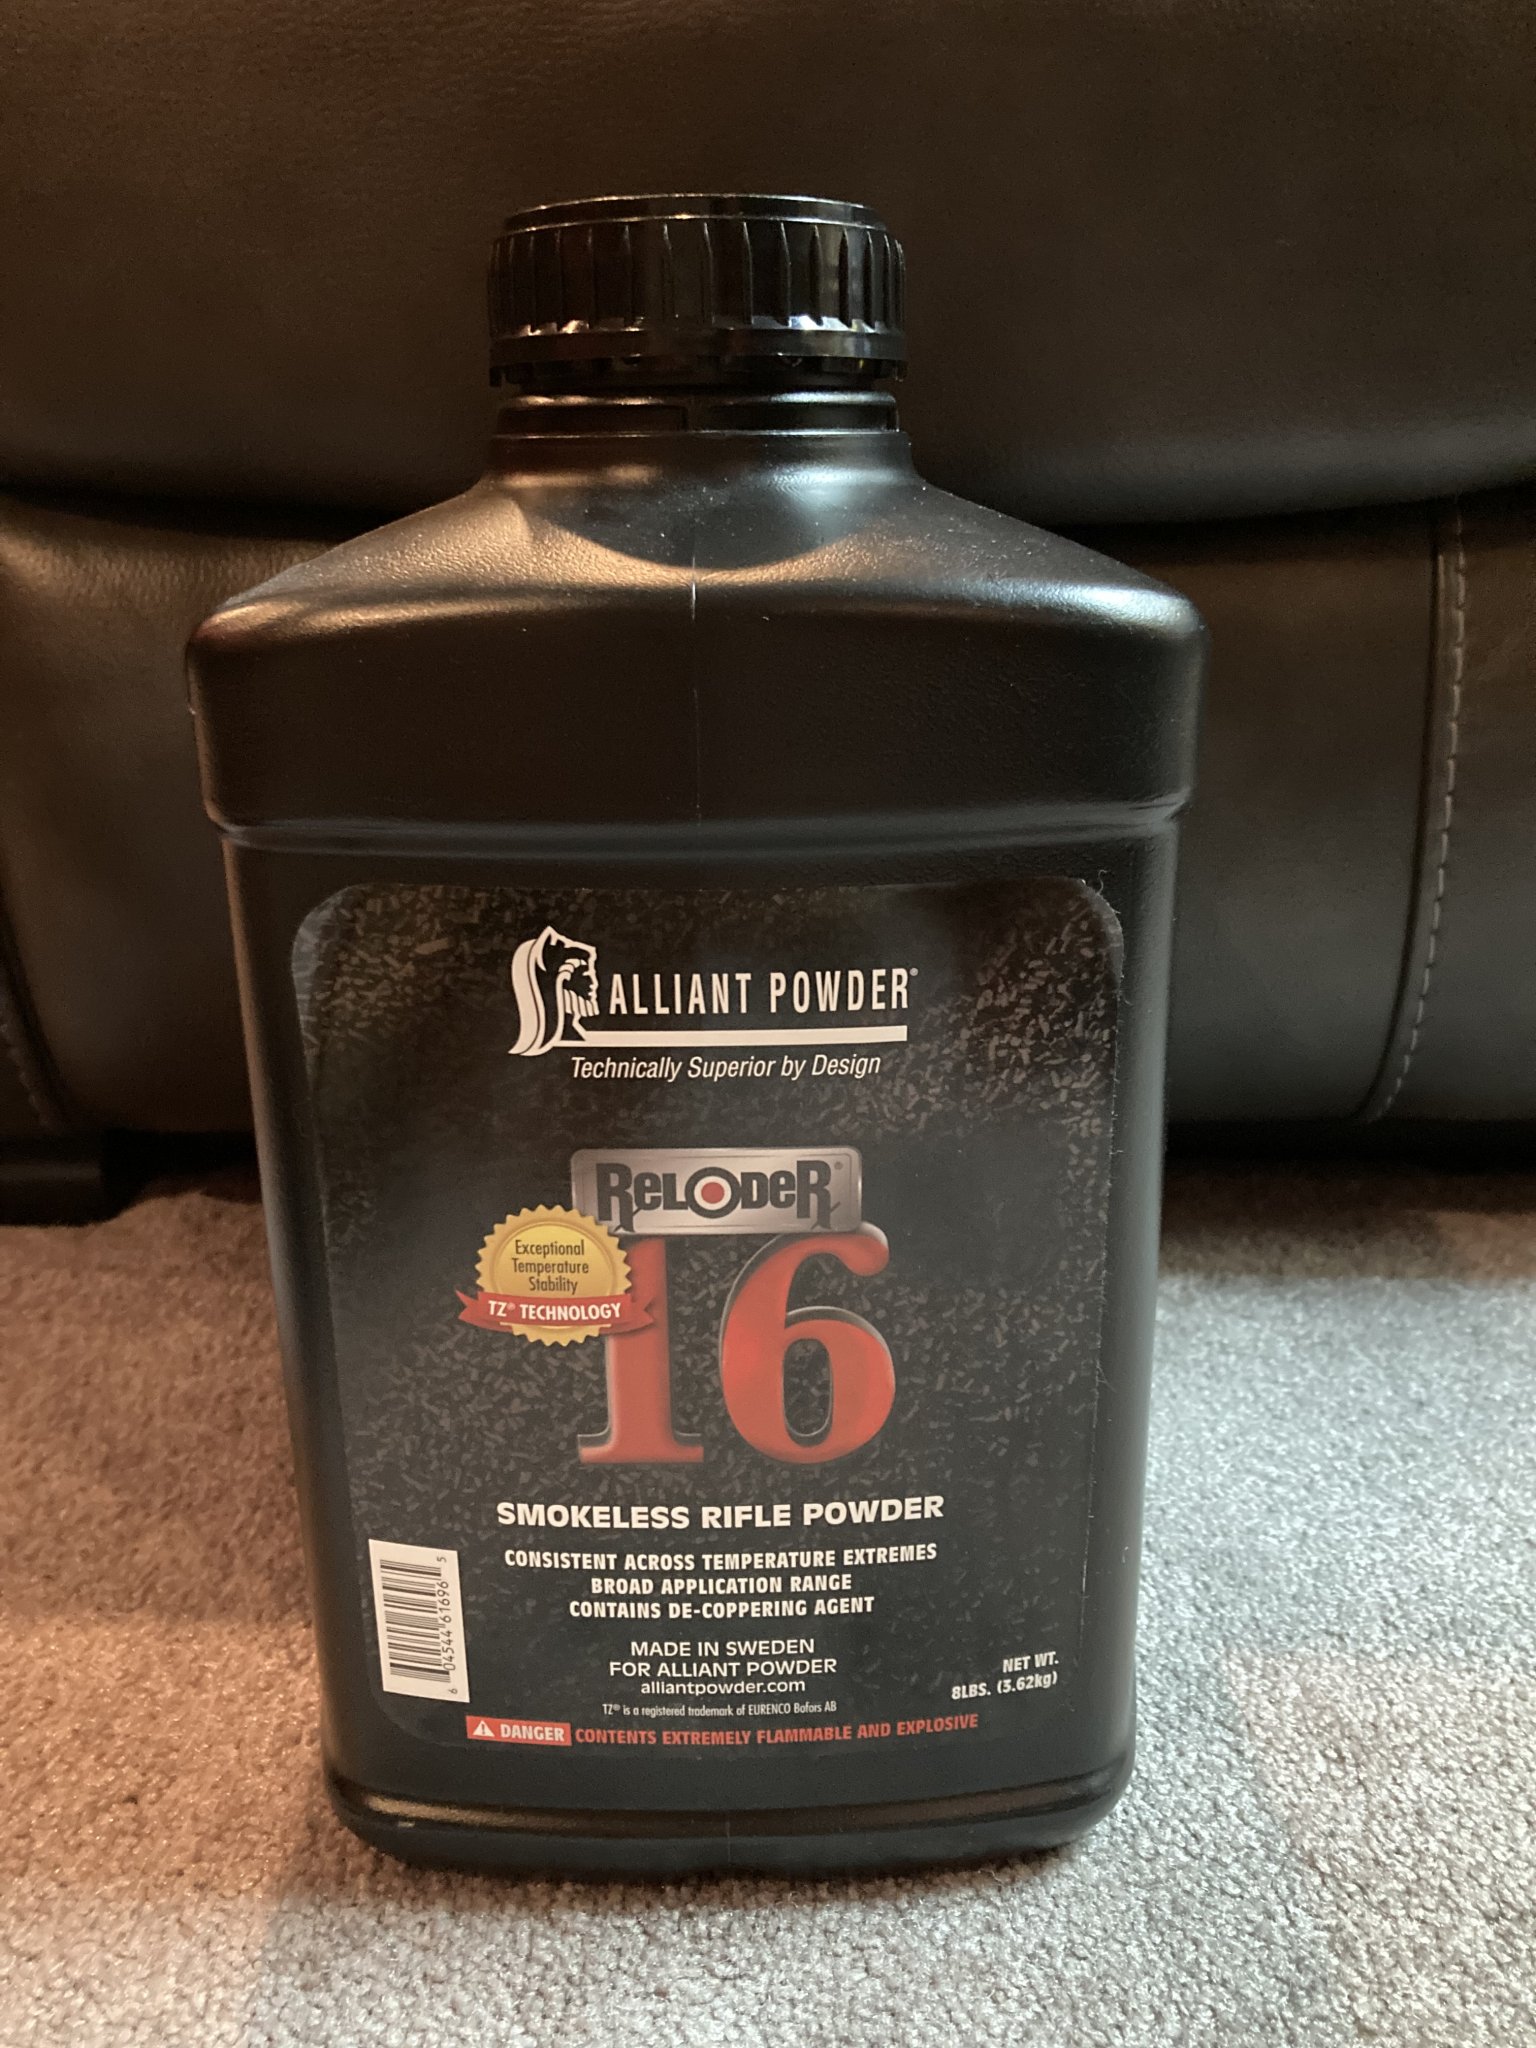 ALLIANT POWDER®
Technically Superior by Design
RELODER®
16
Exceptional
Temperature
Stability
TZ® TECHNOLOGY
SMOKELESS RIFLE POWDER
CONSISTENT ACROSS TEMPERATURE EXTREMES
BROAD APPLICATION RANGE
CONTAINS DE-COPPERING AGENT
MADE IN SWEDEN
FOR ALLIANT POWDER
alliantpowder.com
TZ® is a registered trademark of EURENCO Bofors AB
NET WT.
8LBS. (3.62kg)
DANGER CONTENTS EXTREMELY FLAMMABLE AND EXPLOSIVE
6 04544 61696 5